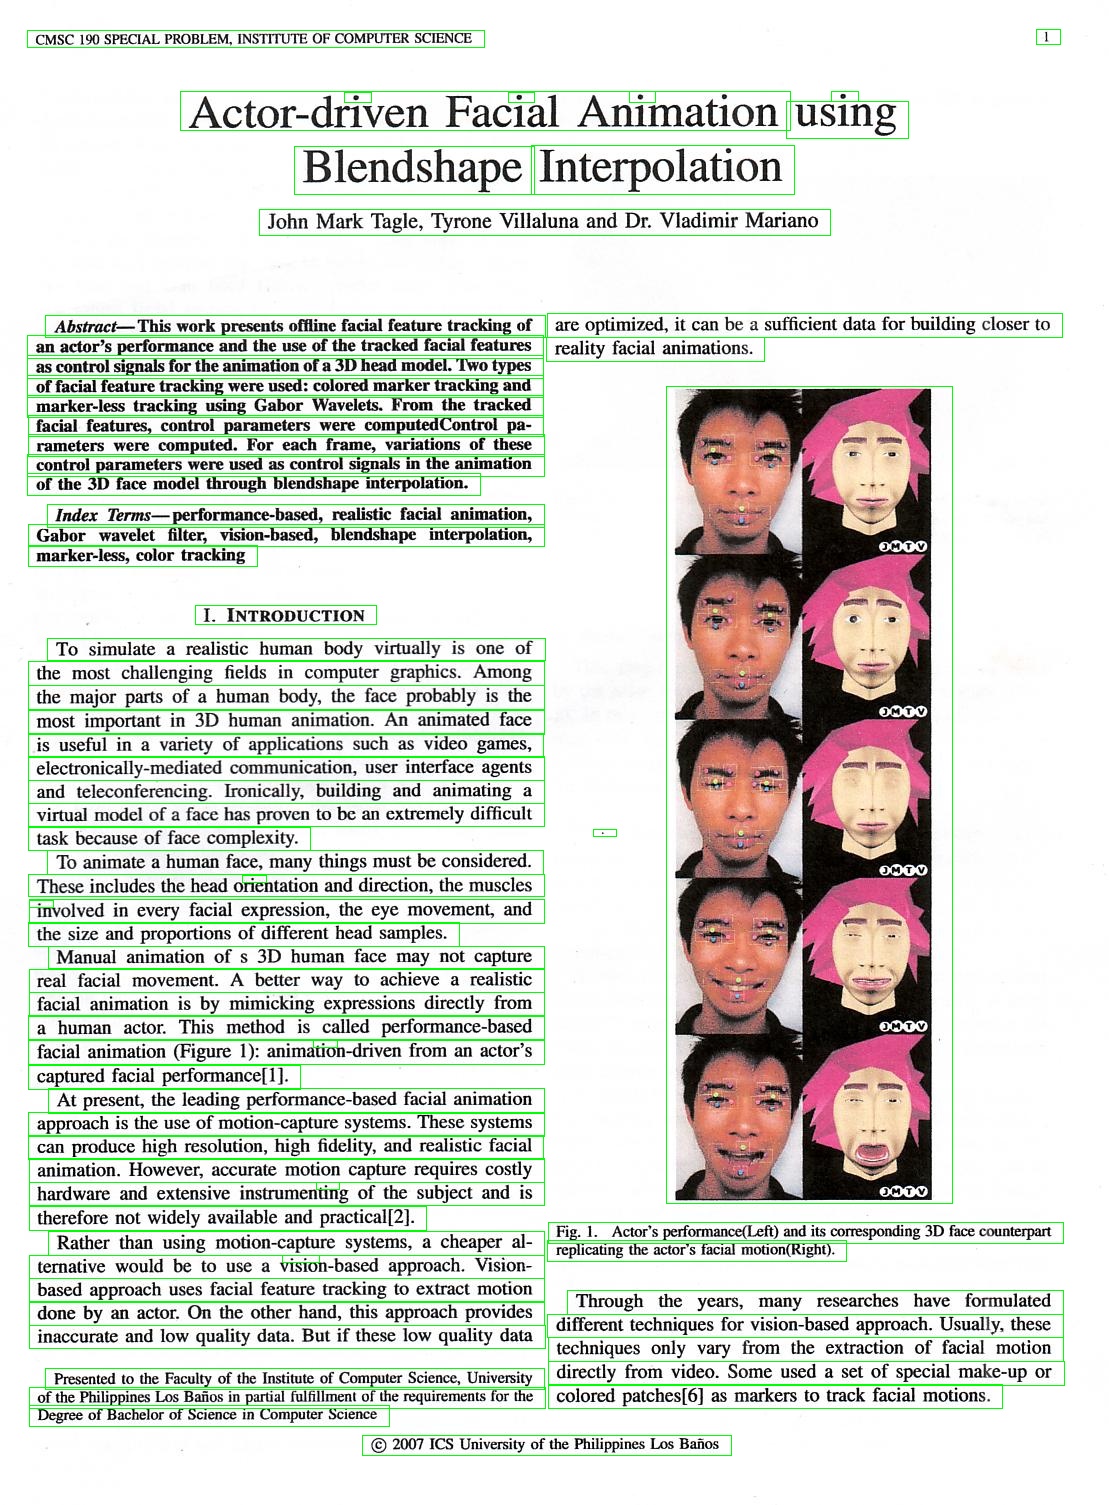 CMSC 190 SPECIAL PROBLEM, INSTITUTE OF COMPUTER SCIENCE
1
Actor-driven Facial Animation using
Blendshape Interpolation
John Mark Tagle, Tyrone Villaluna and Dr. Vladimir Mariano
Abstract—This work presents offline facial feature tracking of
an actor's performance and the use of the tracked facial features
as control signals for the animation of a 3D head model. Two types
of facial feature tracking were used: colored marker tracking and
marker-less tracking using Gabor Wavelets. From the tracked
facial features, control parameters were computedControl pa-
rameters were computed. For each frame, variations of these
control parameters were used as control signals in the animation
of the 3D face model through blendshape interpolation.
Index Terms—performance-based, realistic facial animation,
Gabor wavelet filter, vision-based, blendshape interpolation,
marker-less, color tracking
I. INTRODUCTION
To simulate a realistic human body virtually is one of
the most challenging fields in computer graphics. Among
the major parts of a human body, the face probably is the
most important in 3D human animation. An animated face
is useful in a variety of applications such as video games,
electronically-mediated communication, user interface agents
and teleconferencing. Ironically, building and animating a
virtual model of a face has proven to be an extremely difficult
task because of face complexity.
To animate a human face, many things must be considered.
These includes the head orientation and direction, the muscles
involved in every facial expression, the eye movement, and
the size and proportions of different head samples.
Manual animation of s 3D human face may not capture
real facial movement. A better way to achieve a realistic
facial animation is by mimicking expressions directly from
a human actor. This method is called performance-based
facial animation (Figure 1): animation-driven from an actor's
captured facial performance[1].
At present, the leading performance-based facial animation
approach is the use of motion-capture systems. These systems
can produce high resolution, high fidelity, and realistic facial
animation. However, accurate motion capture requires costly
hardware and extensive instrumenting of the subject and is
therefore not widely available and practical[2].
Rather than using motion-capture systems, a cheaper al-
ternative would be to use a vision-based approach. Vision-
based approach uses facial feature tracking to extract motion
done by an actor. On the other hand, this approach provides
inaccurate and low quality data. But if these low quality data
Presented to the Faculty of the Institute of Computer Science, University
of the Philippines Los Baños in partial fulfillment of the requirements for the
Degree of Bachelor of Science in Computer Science
are optimized, it can be a sufficient data for building closer to
reality facial animations.
JMTV
JMTV
JMTV
JMTV
JMTV
Fig. 1. Actor's performance(Left) and its corresponding 3D face counterpart
replicating the actor's facial motion(Right).
Through the years, many researches have formulated
different techniques for vision-based approach. Usually, these
techniques only vary from the extraction of facial motion
directly from video. Some used a set of special make-up or
colored patches[6] as markers to track facial motions.
© 2007 ICS University of the Philippines Los Baños